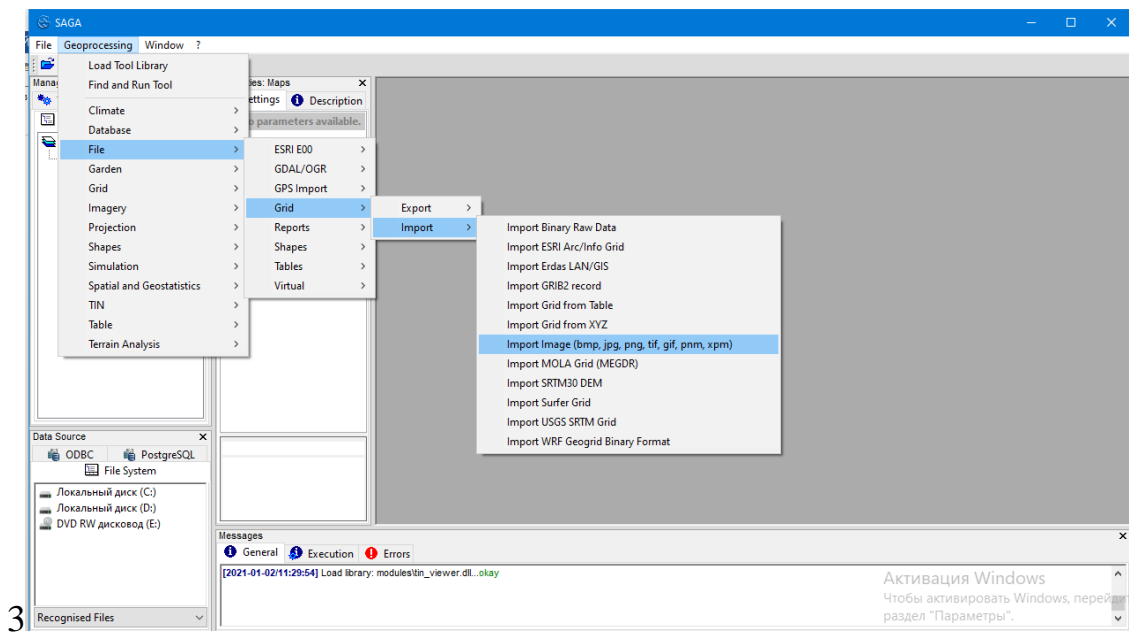 SAGA
File Geoprocessing Window ?
Load Tool Library
Find and Run Tool
Climate
Database
File
Garden
Grid
Imagery
Projection
Shapes
Simulation
Spatial and Geostatistics
TIN
Table
Terrain Analysis
ESRI E00
GDAL/OGR
GPS Import
Grid
Reports
Shapes
Tables
Virtual
Export
Import
Import Binary Raw Data
Import ESRI Arc/Info Grid
Import Erdas LAN/GIS
Import GRIB2 record
Import Grid from Table
Import Grid from XYZ
Import Image (bmp, jpg, png, tif, gif, pnm, xpm)
Import MOLA Grid (MEGDR)
Import SRTM30 DEM
Import Surfer Grid
Import USGS SRTM Grid
Import WRF Geogrid Binary Format
Mana
ies: Maps
ettings Description
parameters available.
Data Source
ODBC PostgreSQL
File System
Локальный диск (C:)
Локальный диск (D:)
DVD RW дисковод (E:)
Recognised Files
Messages
General Execution Errors
[2021-01-02/11:29:54] Load library: modules\tin_viewer.dll...okay
Активация Windows
Чтобы активировать Windows, перейди
раздел "Параметры".
3